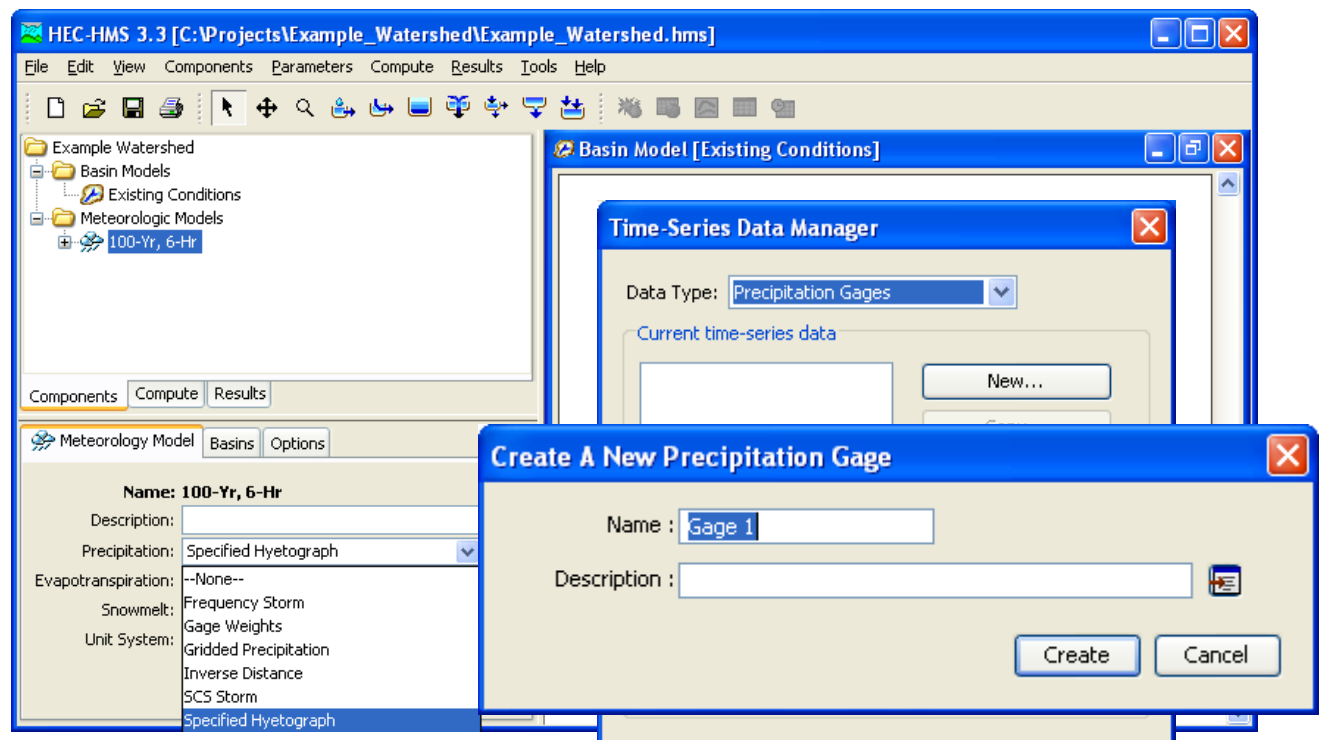 HEC-HMS 3.3 [C:\Projects\Example_Watershed\Example_Watershed.hms]
File Edit View Components Parameters Compute Results Tools Help
Example Watershed
Basin Models
Existing Conditions
Meteorologic Models
100-Yr, 6-Hr
Components Compute Results
Basin Model [Existing Conditions]
Time-Series Data Manager
Data Type: Precipitation Gages
Current time-series data
New...
Meteorology Model Basins Options
Name: 100-Yr, 6-Hr
Description:
Precipitation: Specified Hyetograph
Evapotranspiration: --None--
Snowmelt: Frequency Storm
Gage Weights
Unit System: Gridded Precipitation
Inverse Distance
SCS Storm
Specified Hyetograph
Create A New Precipitation Gage
Name : Gage 1
Description :
Create Cancel